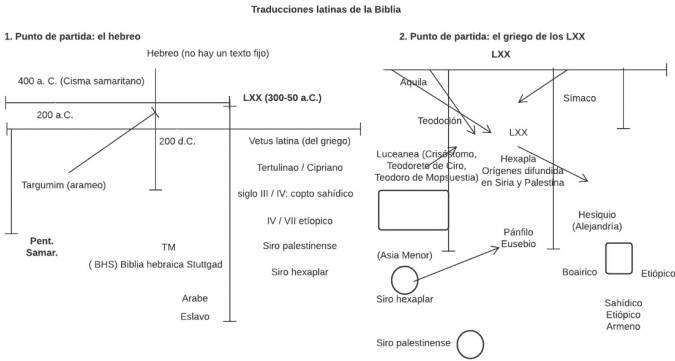 Traducciones latinas de la Biblia
1. Punto de partida: el hebreo
Hebreo (no hay un texto fijo)
400 a. C. (Cisma samaritano)
LXX (300-50 a.C.)
200 a.C.
200 d.C.
Vetus latina (del griego)
Tertulinao / Cipriano
Targumim (arameo)
siglo III / IV: copto sahídico
IV / VII etíopico
Pent.
Samar.
TM
Siro palestinense
( BHS) Biblia hebraica Stuttgad
Siro hexaplar
Arabe
Eslavo
2. Punto de partida: el griego de los LXX
LXX
Aquila
Símaco
Teodoción
LXX
Luceanea (Crisóstomo,
Teodoreto de Ciro,
Teodoro de Mopsuestia)
Hexapla
Orígenes difundida
en Siria y Palestina
Hesiquio
(Alejandría)
Pánfilo
Eusebio
(Asia Menor)
Boairico
Etiópico
Siro hexaplar
Sahídico
Etiópico
Armeno
Siro palestinense